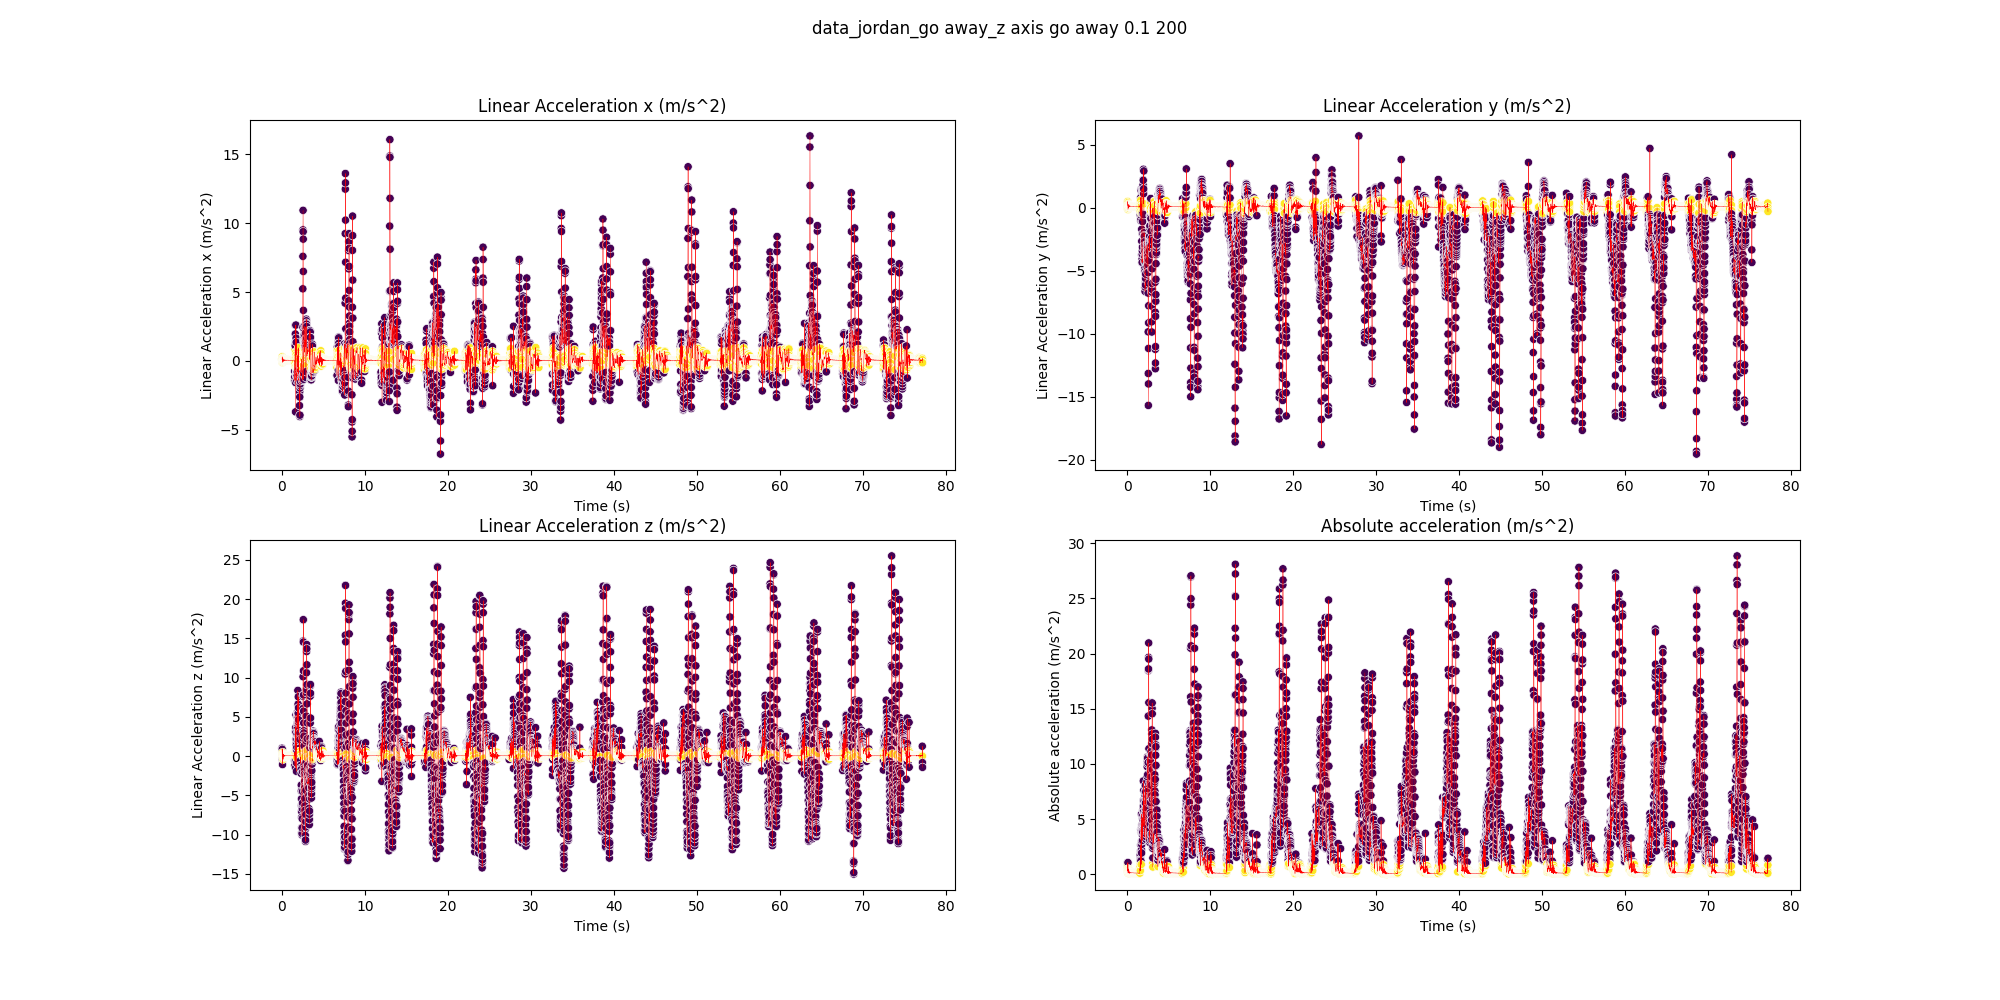 data_jordan_go away_z axis go away 0.1 200
Linear Acceleration x (m/s^2)
Linear Acceleration x (m/s^2)
15
10
5
0
−5
0 10 20 30 40 50 60 70 80
Time (s)
Linear Acceleration y (m/s^2)
Linear Acceleration y (m/s^2)
5
0
−5
−10
−15
−20
0 10 20 30 40 50 60 70 80
Time (s)
Linear Acceleration z (m/s^2)
Linear Acceleration z (m/s^2)
25
20
15
10
5
0
−5
−10
−15
0 10 20 30 40 50 60 70 80
Time (s)
Absolute acceleration (m/s^2)
Absolute acceleration (m/s^2)
30
25
20
15
10
5
0
0 10 20 30 40 50 60 70 80
Time (s)